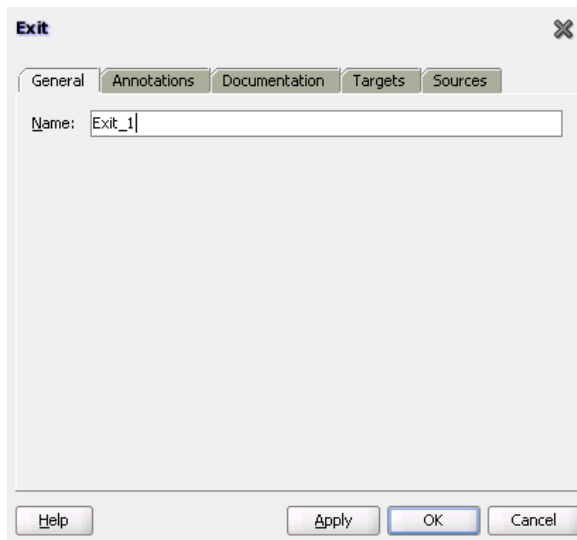 Exit
General Annotations Documentation Targets Sources
Name: Exit_1
Help Apply OK Cancel